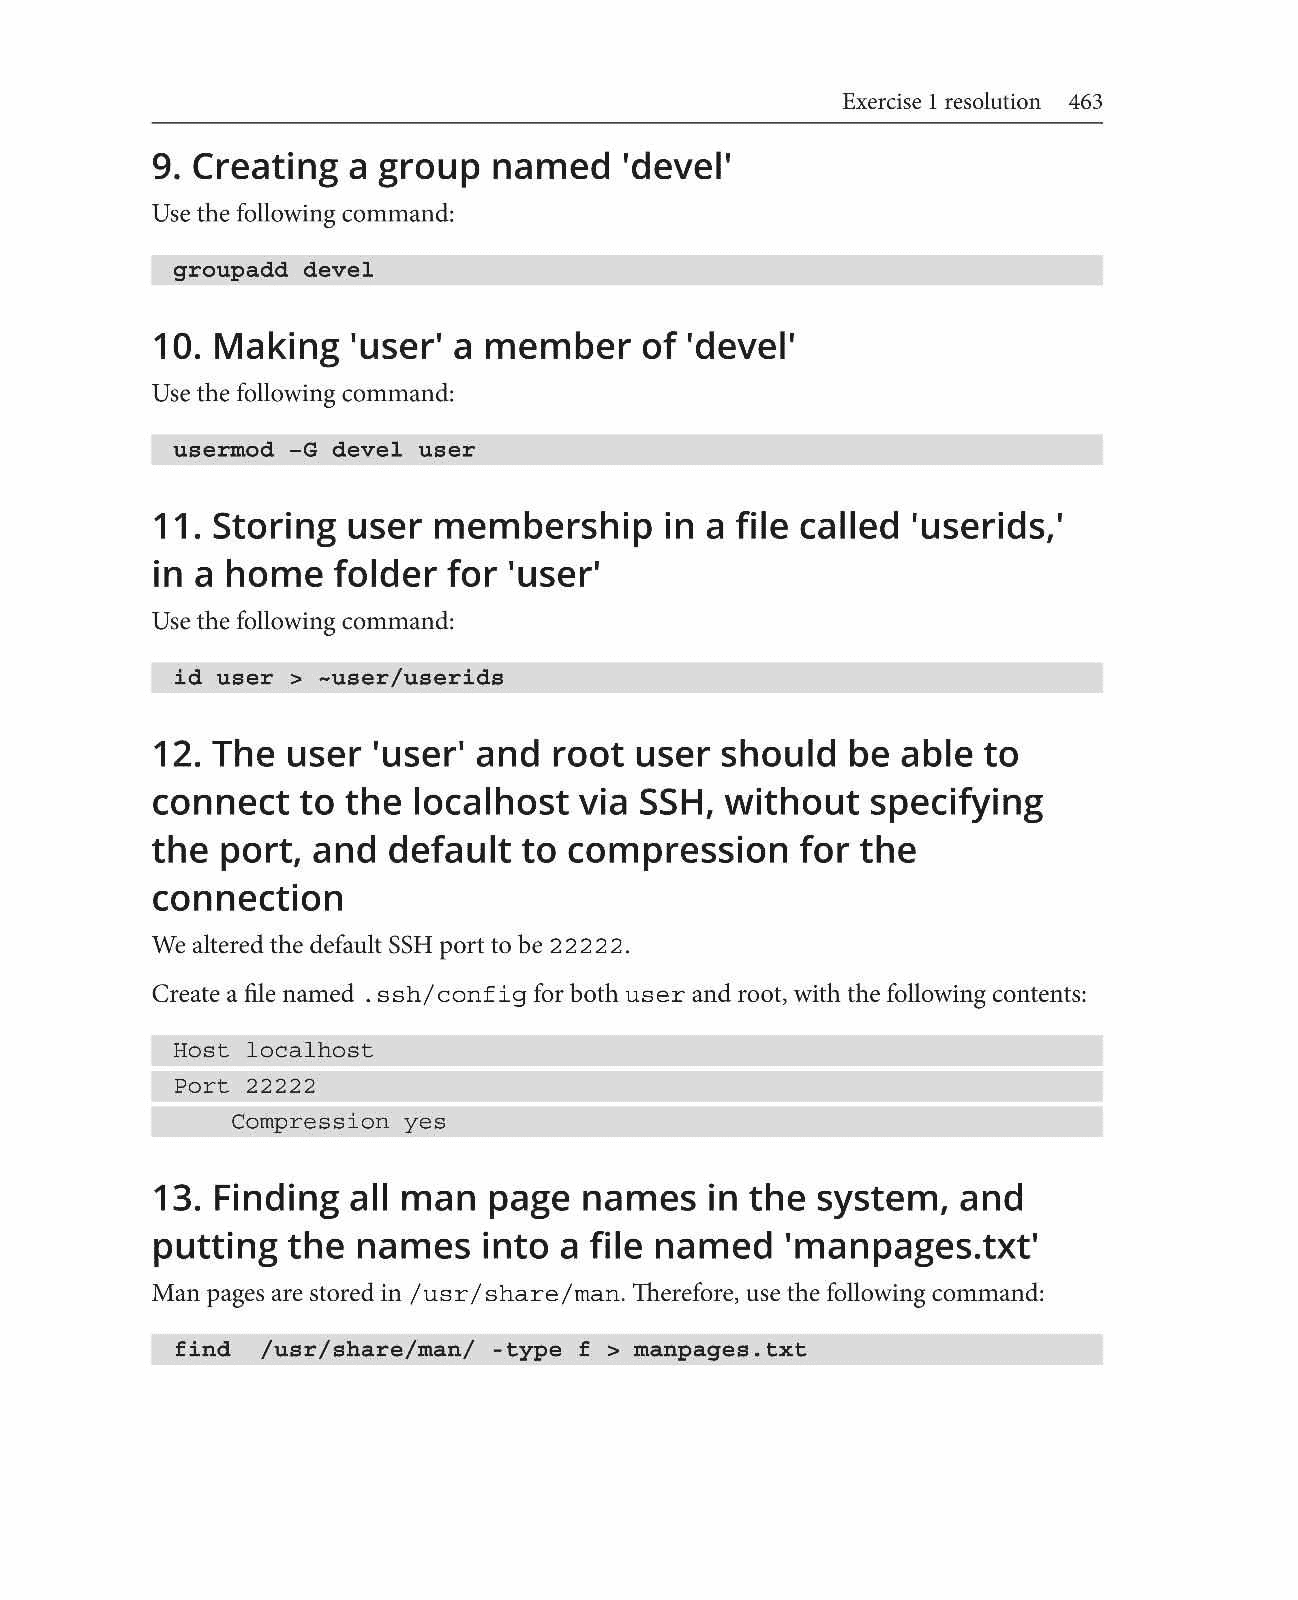 Exercise 1 resolution 463
9. Creating a group named 'devel'
Use the following command:
groupadd devel
10. Making 'user' a member of 'devel'
Use the following command:
usermod –G devel user
11. Storing user membership in a file called 'userids,'
in a home folder for 'user'
Use the following command:
id user > ~user/userids
12. The user 'user' and root user should be able to
connect to the localhost via SSH, without specifying
the port, and default to compression for the
connection
We altered the default SSH port to be 22222.
Create a file named .ssh/config for both user and root, with the following contents:
Host localhost
Port 22222
    Compression yes
13. Finding all man page names in the system, and
putting the names into a file named 'manpages.txt'
Man pages are stored in /usr/share/man. Therefore, use the following command:
find  /usr/share/man/ -type f > manpages.txt